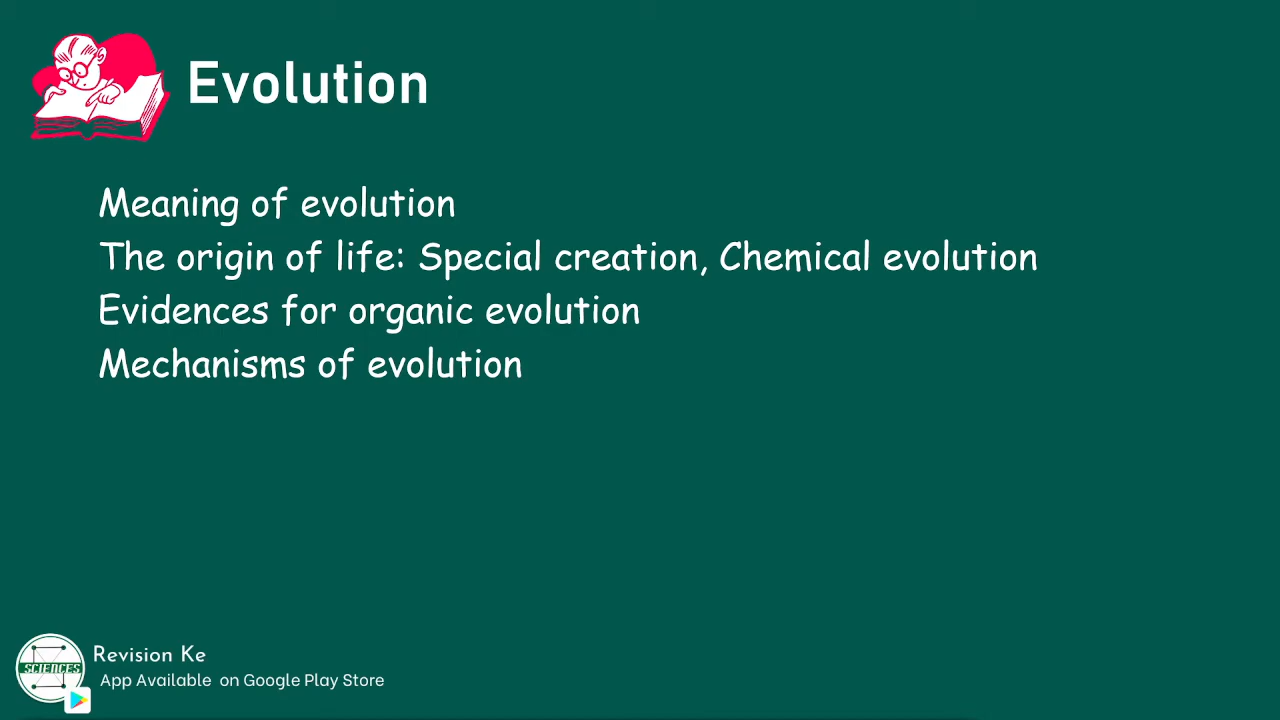 Evolution
Meaning of evolution
The origin of life: Special creation, Chemical evolution
Evidences for organic evolution
Mechanisms of evolution
SCIENCES
Revision Ke
App Available on Google Play Store